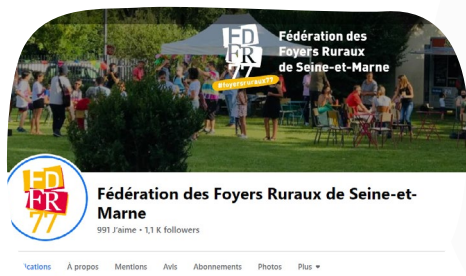 FD
FR
77
#foyersruraux77
Fédération des
Foyers Ruraux
de Seine-et-Marne
FD
FR
77
Fédération des Foyers Ruraux de Seine-et-
Marne
991 J'aime • 1,1 K followers
ications À propos Mentions Avis Abonnements Photos Plus